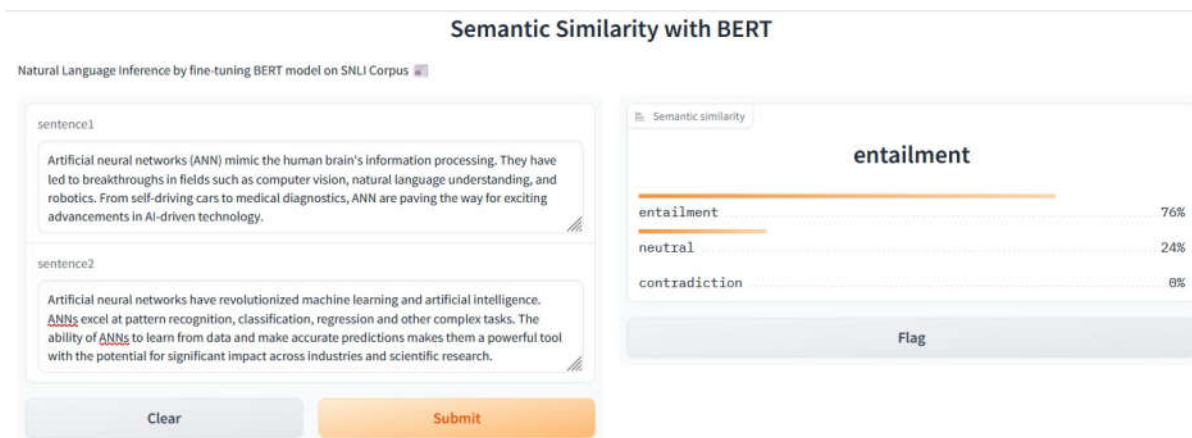 Semantic Similarity with BERT
Natural Language Inference by fine-tuning BERT model on SNLI Corpus
sentence1
Artificial neural networks (ANN) mimic the human brain's information processing. They have
led to breakthroughs in fields such as computer vision, natural language understanding, and
robotics. From self-driving cars to medical diagnostics, ANN are paving the way for exciting
advancements in AI-driven technology.
sentence2
Artificial neural networks have revolutionized machine learning and artificial intelligence.
ANNs excel at pattern recognition, classification, regression and other complex tasks. The
ability of ANNs to learn from data and make accurate predictions makes them a powerful tool
with the potential for significant impact across industries and scientific research.
Clear
Submit
Semantic similarity
entailment
entailment 76%
neutral 24%
contradiction 0%
Flag